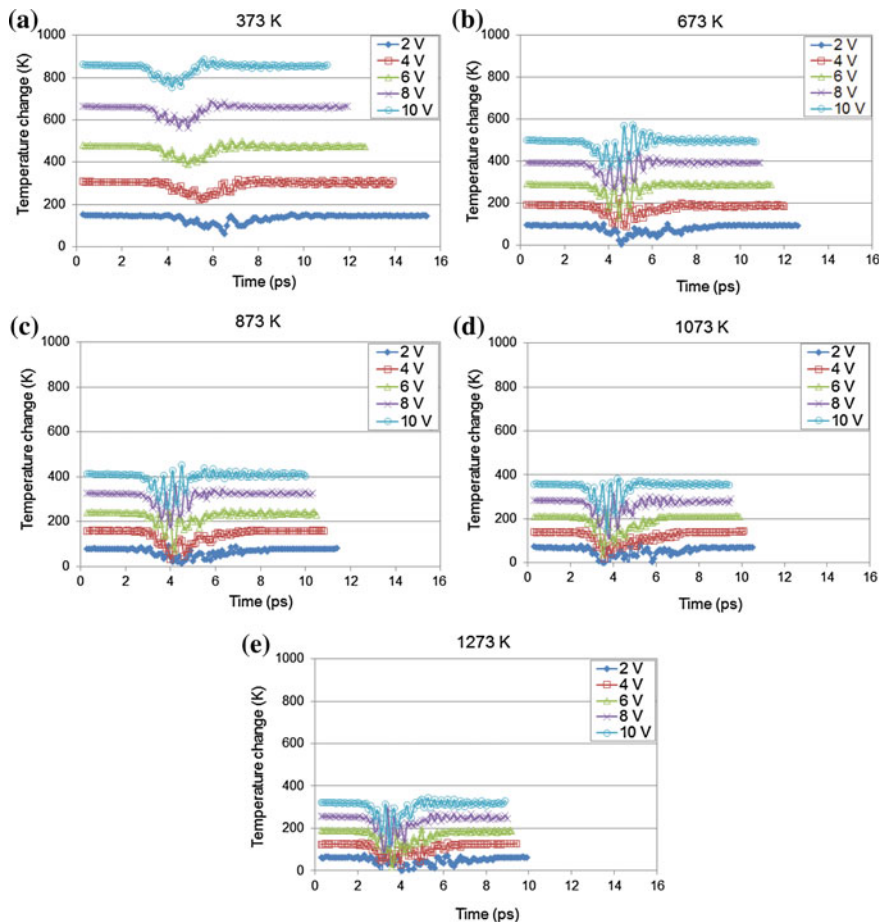 (a)
373 K
Temperature change (K)
1000
800
600
400
200
0
0 2 4 6 8 10 12 14 16
Time (ps)
2 V
4 V
6 V
8 V
10 V
(b)
673 K
Temperature change (K)
1000
800
600
400
200
0
0 2 4 6 8 10 12 14 16
Time (ps)
2 V
4 V
6 V
8 V
10 V
(c)
873 K
Temperature change (K)
1000
800
600
400
200
0
0 2 4 6 8 10 12 14 16
Time (ps)
2 V
4 V
6 V
8 V
10 V
(d)
1073 K
Temperature change (K)
1000
800
600
400
200
0
0 2 4 6 8 10 12 14 16
Time (ps)
2 V
4 V
6 V
8 V
10 V
(e)
1273 K
Temperature change (K)
1000
800
600
400
200
0
0 2 4 6 8 10 12 14 16
Time (ps)
2 V
4 V
6 V
8 V
10 V